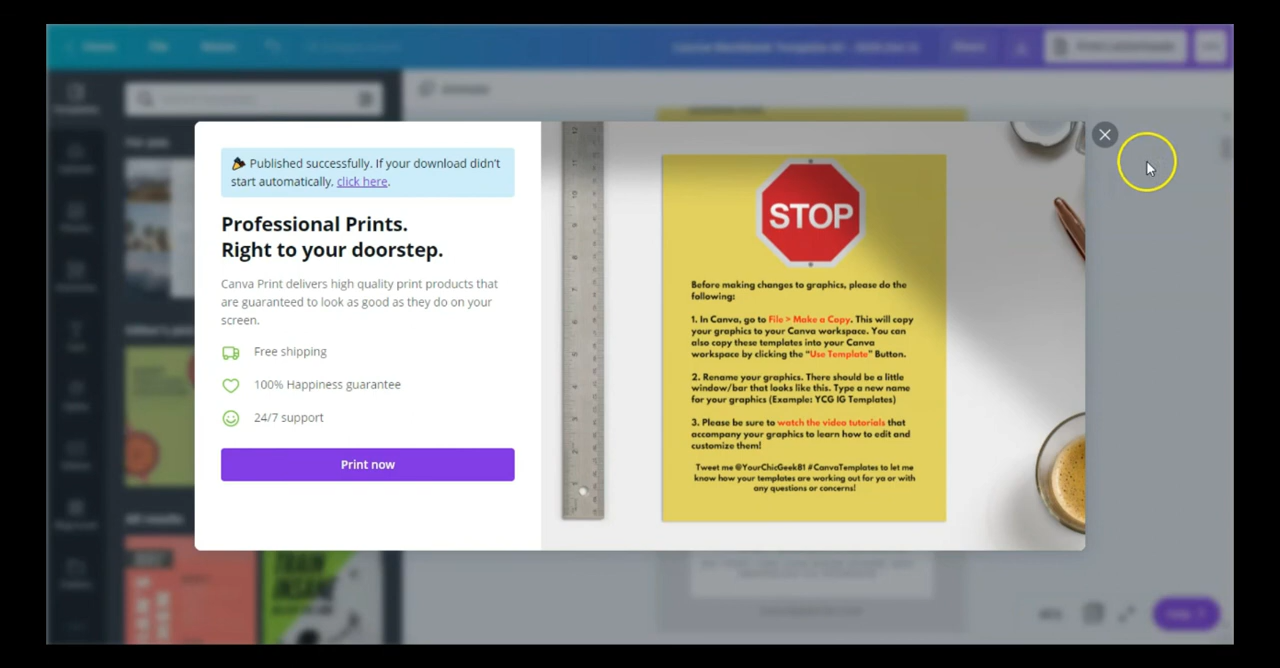 Published successfully. If your download didn't
start automatically, click here.
Professional Prints.
Right to your doorstep.
Canva Print delivers high quality print products that
are guaranteed to look as good as they do on your
screen.
Free shipping
100% Happiness guarantee
24/7 support
Print now
STOP
Before making changes to graphics, please do the
following:
1. In Canva, go to File > Make a Copy. This will copy
your graphics to your Canva workspace. You can
also copy these templates into your Canva
workspace by clicking the "Use Template" Button.
2. Rename your graphics. There should be a little
window/bar that looks like this. Type a new name
for your graphics (Example: YCG IG Templates)
3. Please be sure to watch the video tutorials that
accompany your graphics to learn how to edit and
customize them!
Tweet me @YourChicGeek81 #CanvaTemplates to let me
know how your templates are working out for ya or with
any questions or concerns!
TRAIN
INSANE